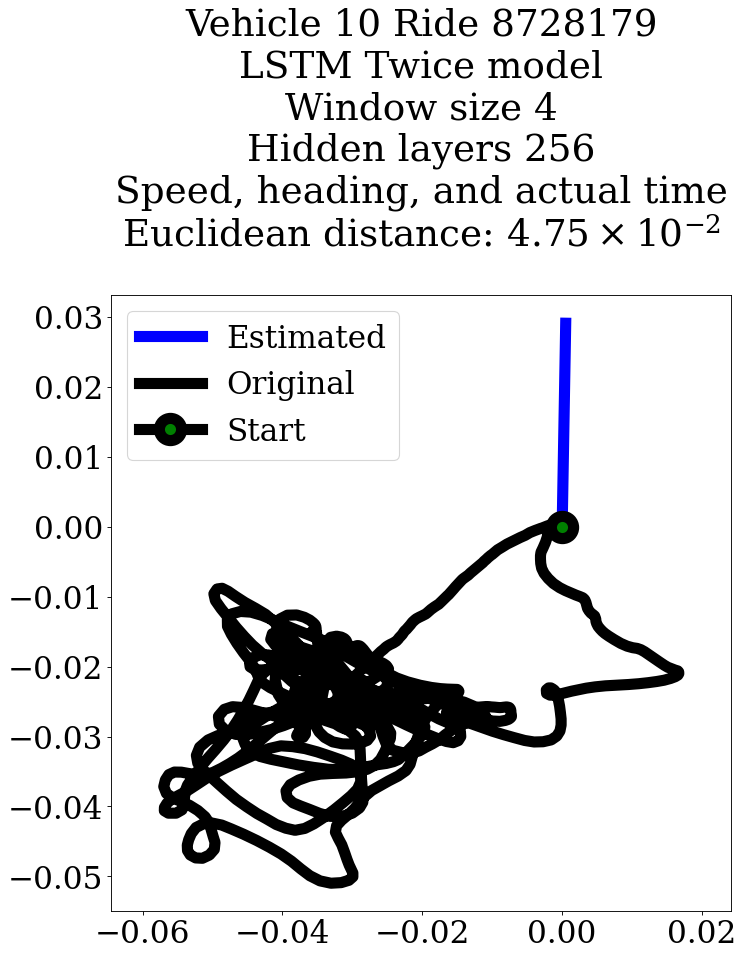 Vehicle 10 Ride 8728179
LSTM Twice model
Window size 4
Hidden layers 256
Speed, heading, and actual time
Euclidean distance: 4.75 × 10⁻²
Estimated
Original
Start
0.03
0.02
0.01
0.00
−0.01
−0.02
−0.03
−0.04
−0.05
−0.06 −0.04 −0.02 0.00 0.02